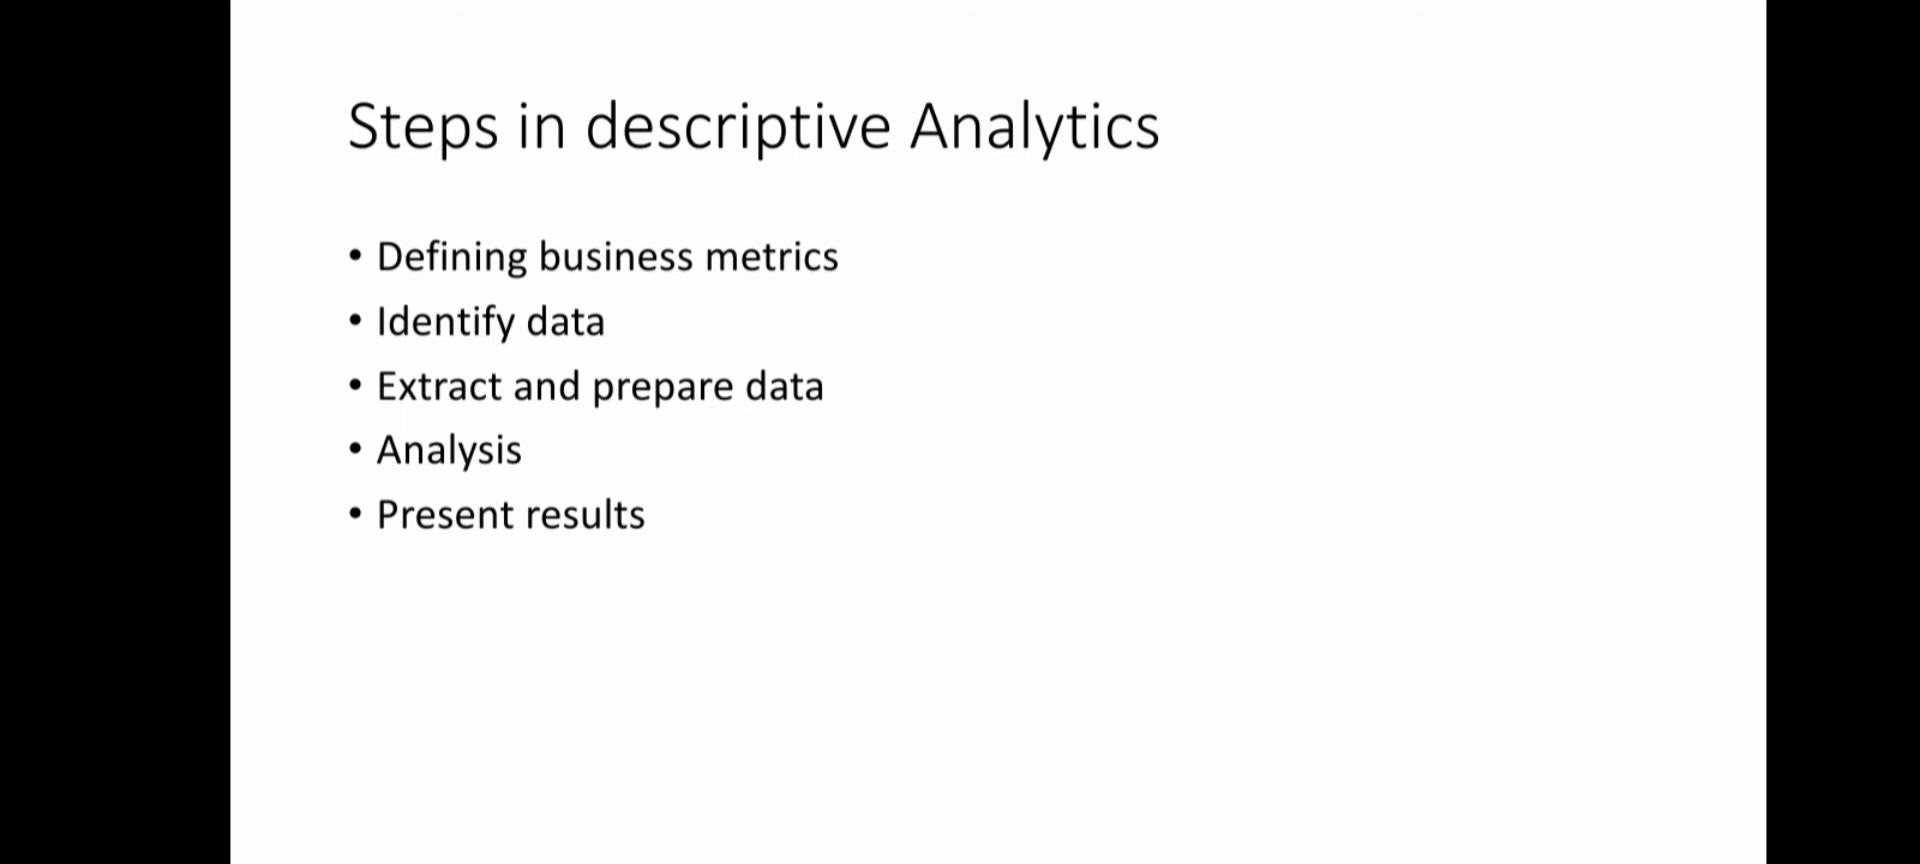 Steps in descriptive Analytics
• Defining business metrics
• Identify data
• Extract and prepare data
• Analysis
• Present results